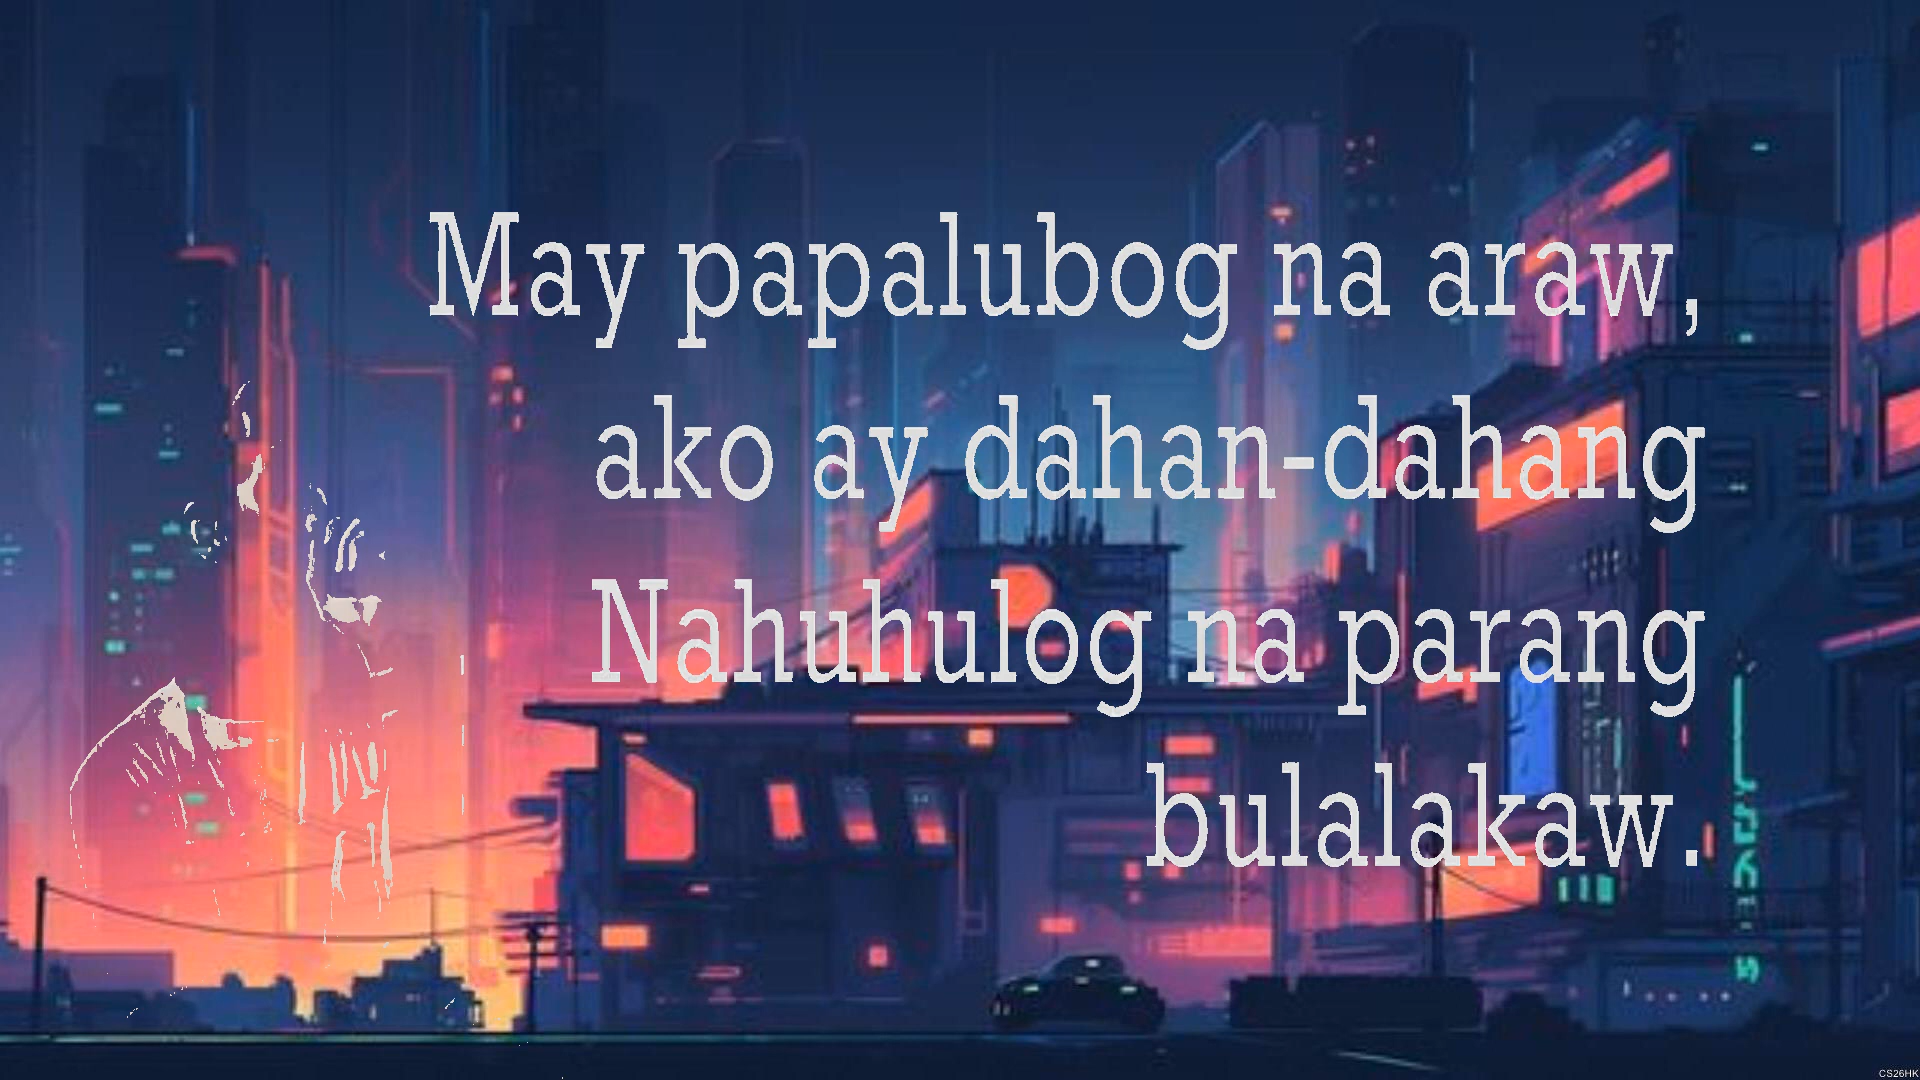 May papalubog na araw,
ako ay dahan-dahang
Nahuhulog na parang
bulalakaw.
CS26HK